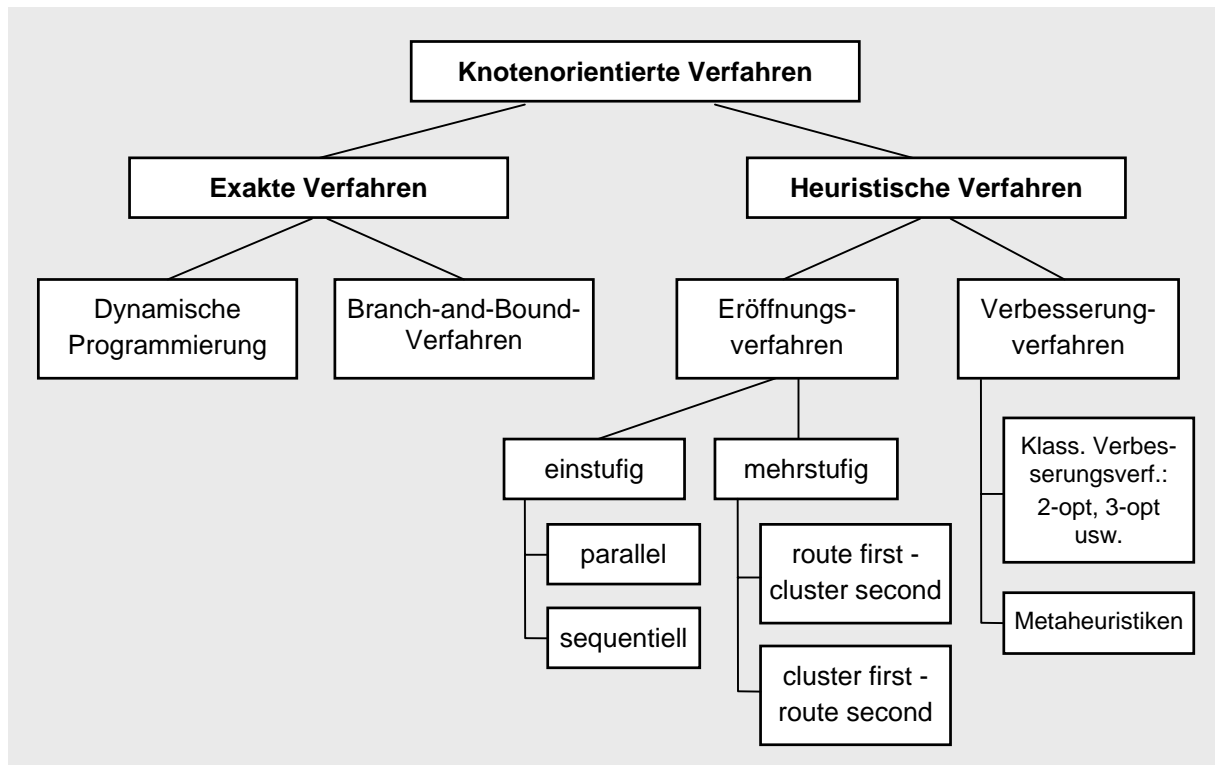 Knotenorientierte Verfahren
Exakte Verfahren
Heuristische Verfahren
Dynamische
Programmierung
Branch-and-Bound-
Verfahren
Eröffnungs-
verfahren
Verbesserung-
verfahren
einstufig
mehrstufig
Klass. Verbes-
serungsverf.:
2-opt, 3-opt
usw.
parallel
route first -
cluster second
sequentiell
Metaheuristiken
cluster first -
route second